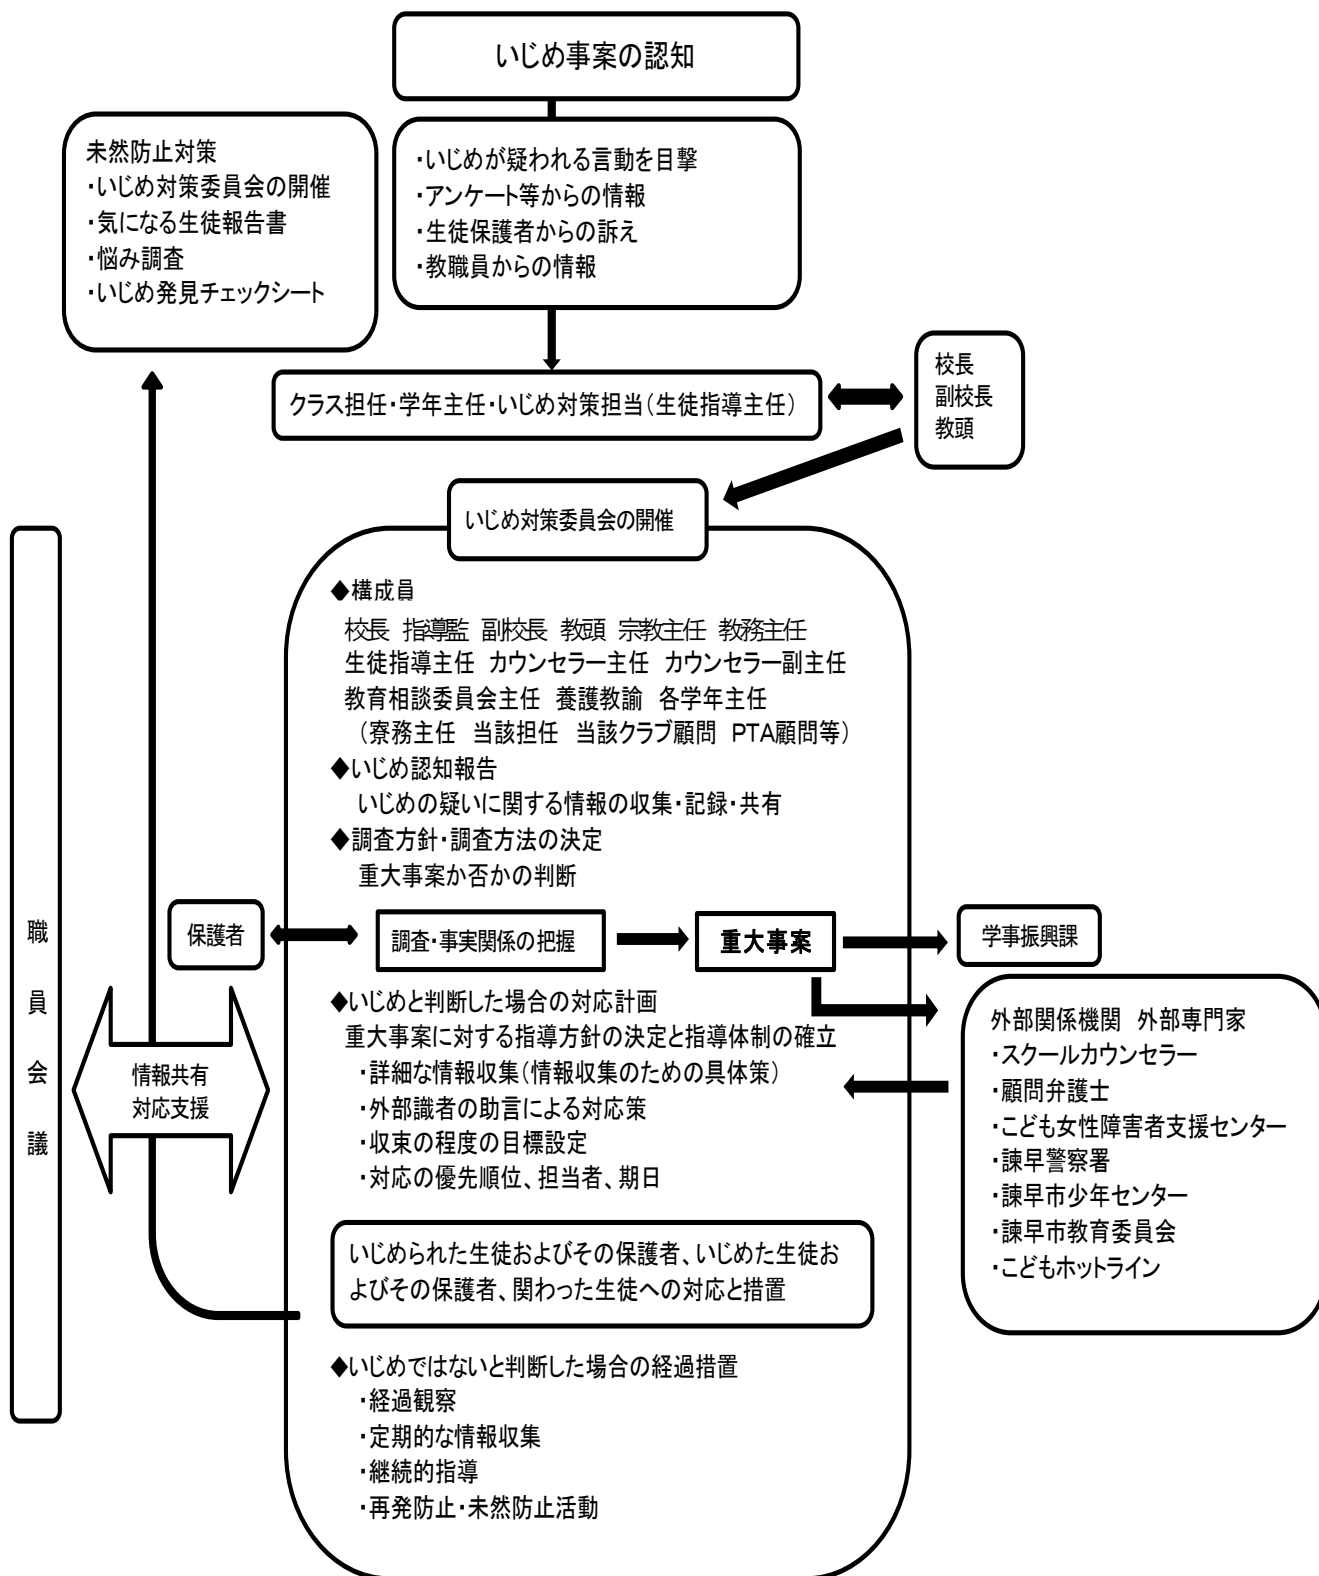 いじめ事案の認知
未然防止対策
・いじめ対策委員会の開催
・気になる生徒報告書
・悩み調査
・いじめ発見チェックシート
・いじめが疑われる言動を目撃
・アンケート等からの情報
・生徒保護者からの訴え
・教職員からの情報
クラス担任・学年主任・いじめ対策担当(生徒指導主任)
校長
副校長
教頭
いじめ対策委員会の開催
◆構成員
校長 指導監 副校長 教頭 宗教主任 教務主任
生徒指導主任 カウンセラー主任 カウンセラー副主任
教育相談委員会主任 養護教諭 各学年主任
(寮務主任 当該担任 当該クラブ顧問 PTA顧問等)
◆いじめ認知報告
いじめの疑いに関する情報の収集・記録・共有
◆調査方針・調査方法の決定
重大事案か否かの判断
職員会議
保護者
調査・事実関係の把握
重大事案
学事振興課
情報共有
対応支援
◆いじめと判断した場合の対応計画
重大事案に対する指導方針の決定と指導体制の確立
・詳細な情報収集(情報収集のための具体策)
・外部識者の助言による対応策
・収束の程度の目標設定
・対応の優先順位、担当者、期日
外部関係機関 外部専門家
・スクールカウンセラー
・顧問弁護士
・こども女性障害者支援センター
・諫早警察署
・諫早市少年センター
・諫早市教育委員会
・こどもホットライン
いじめられた生徒およびその保護者、いじめた生徒お
よびその保護者、関わった生徒への対応と措置
◆いじめではないと判断した場合の経過措置
・経過観察
・定期的な情報収集
・継続的指導
・再発防止・未然防止活動